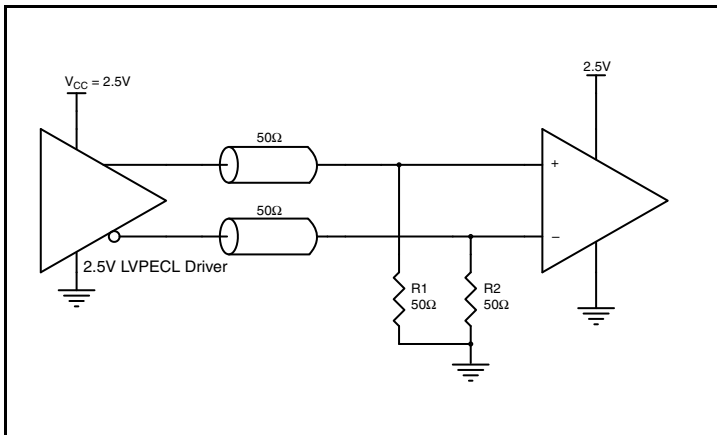 V_CC = 2.5V
2.5V
50Ω
+
50Ω
–
2.5V LVPECL Driver
R1
50Ω
R2
50Ω